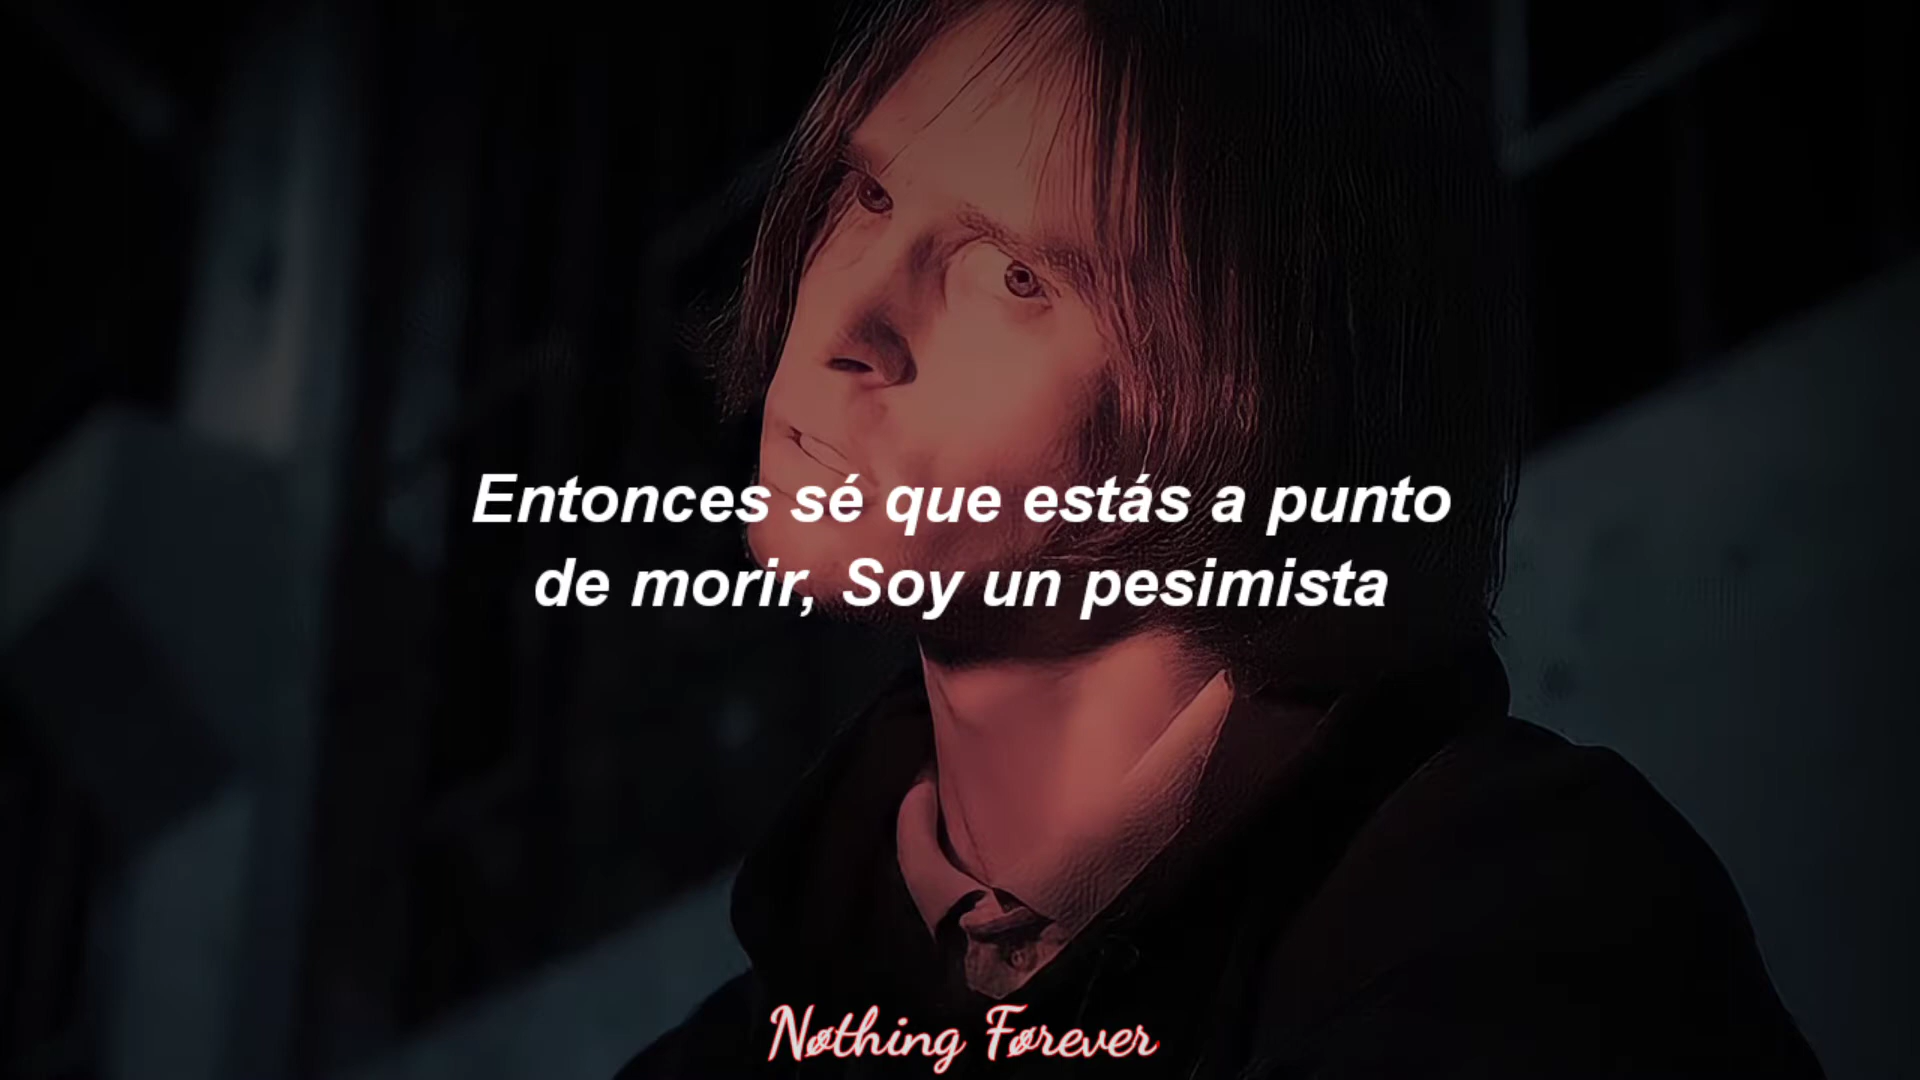 Entonces sé que estás a punto
de morir, Soy un pesimista
Nøthing Førever